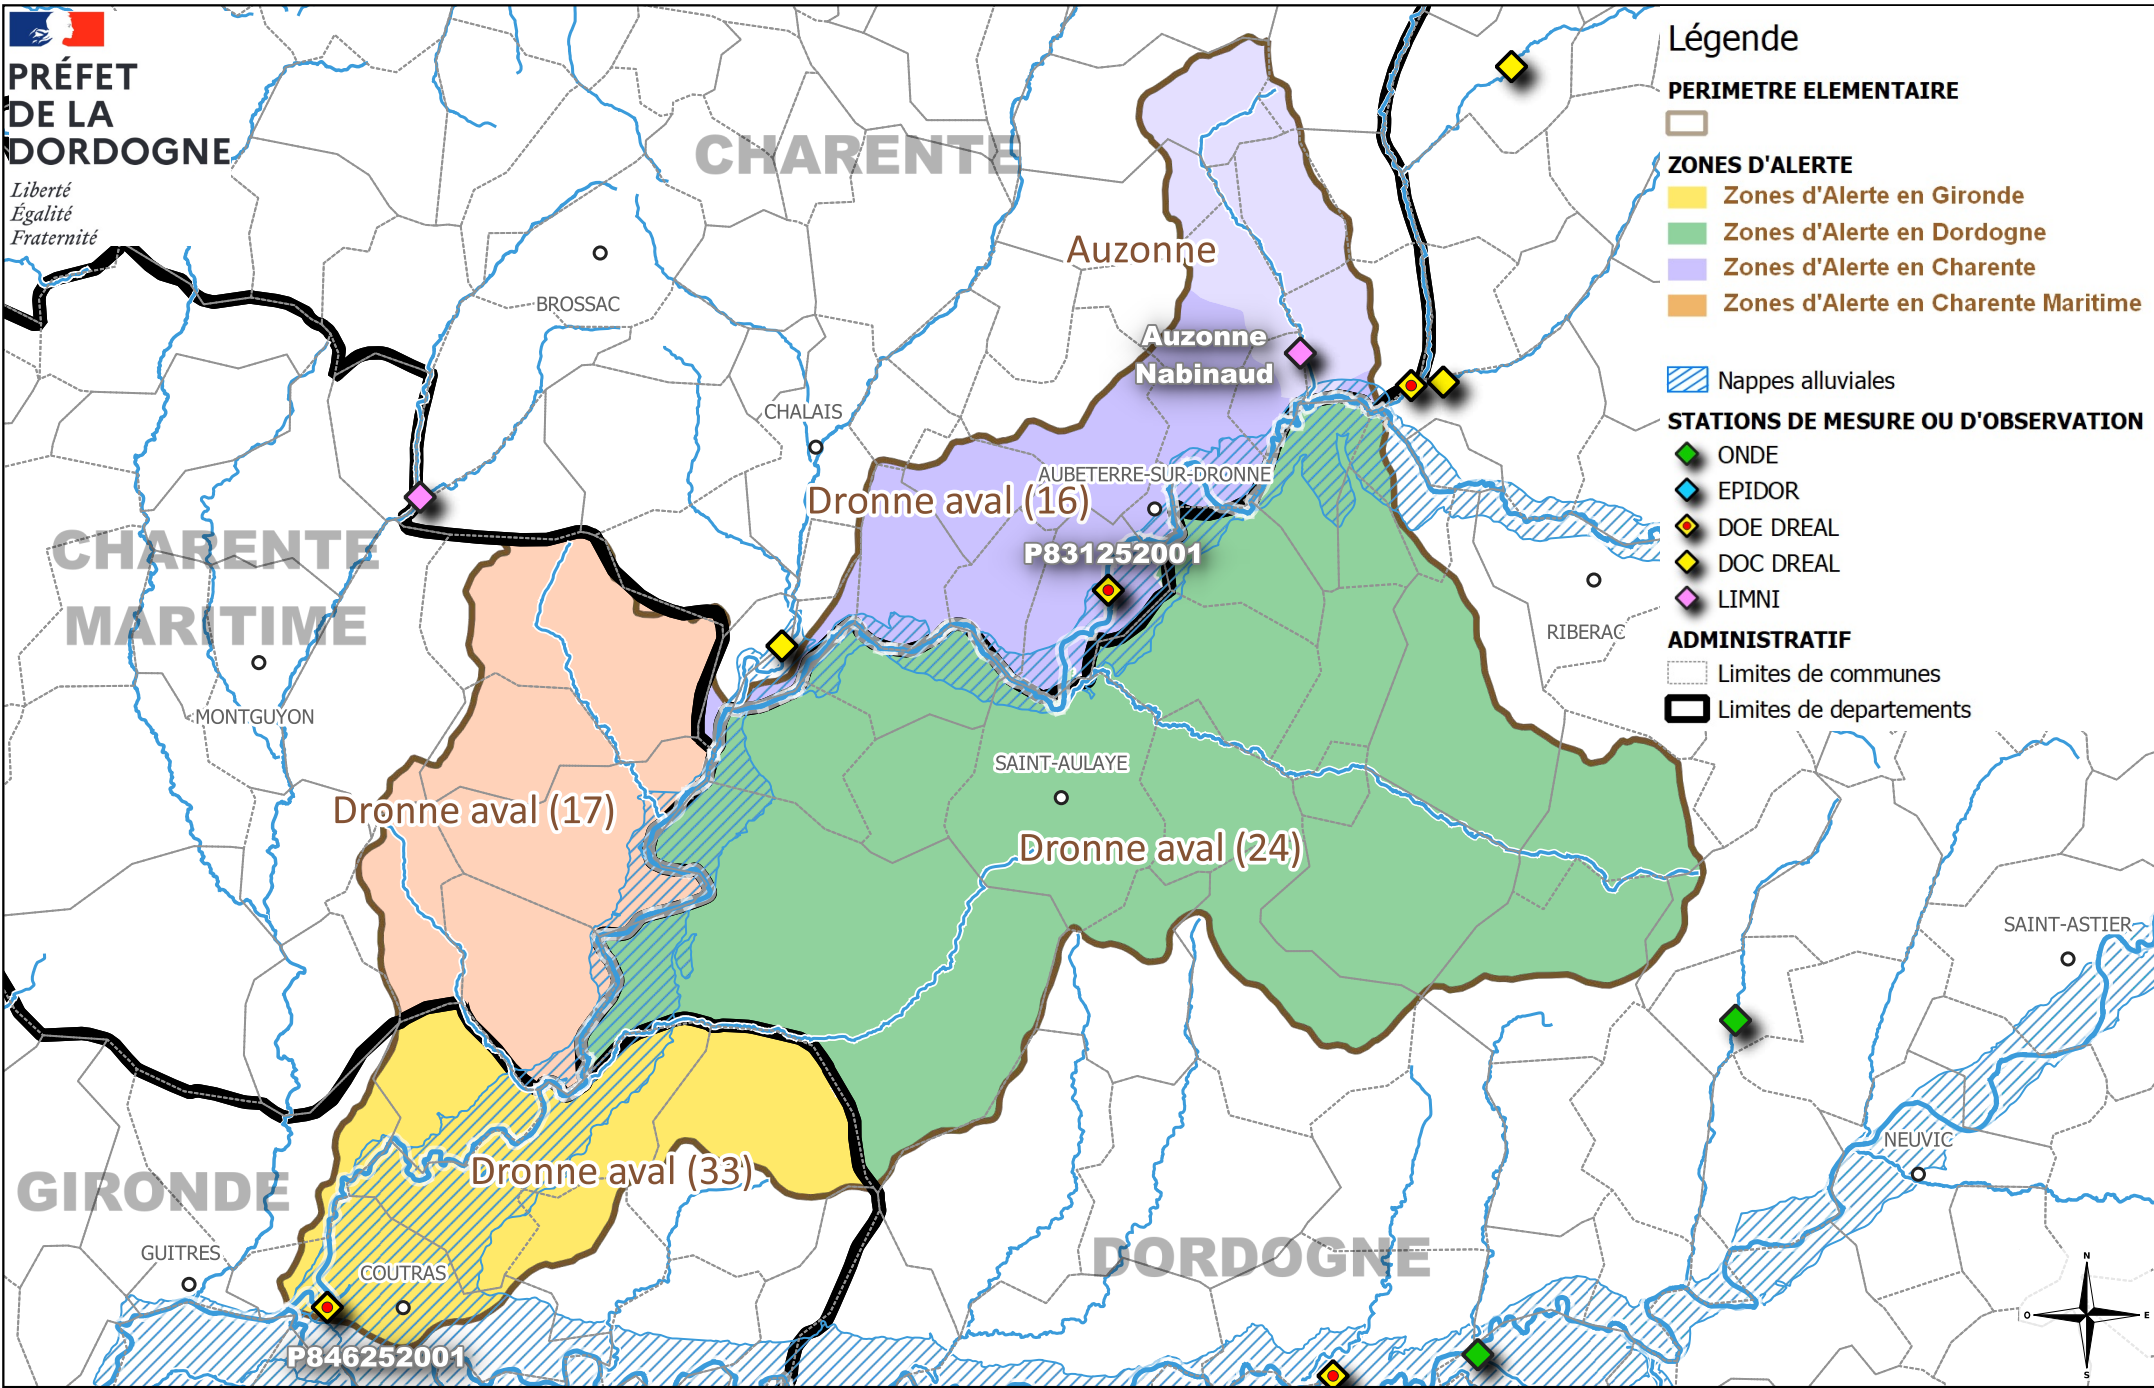 PRÉFET
DE LA
DORDOGNE
Liberté
Égalité
Fraternité
CHARENTE
Auzonne
BROSSAC
Auzonne
Nabinaud
CHALAIS
AUBETERRE-SUR-DRONNE
Dronne aval (16)
CHARENTE
MARITIME
P831252001
RIBERAC
MONTGUYON
SAINT-AULAYE
Dronne aval (17)
Dronne aval (24)
SAINT-ASTIER
NEUVIC
Dronne aval (33)
GIRONDE
GUITRES
COUTRAS
DORDOGNE
P846252001
Légende
PERIMETRE ELEMENTAIRE
ZONES D'ALERTE
Zones d'Alerte en Gironde
Zones d'Alerte en Dordogne
Zones d'Alerte en Charente
Zones d'Alerte en Charente Maritime
Nappes alluviales
STATIONS DE MESURE OU D'OBSERVATION
ONDE
EPIDOR
DOE DREAL
DOC DREAL
LIMNI
ADMINISTRATIF
Limites de communes
Limites de departements
N
O
E
S